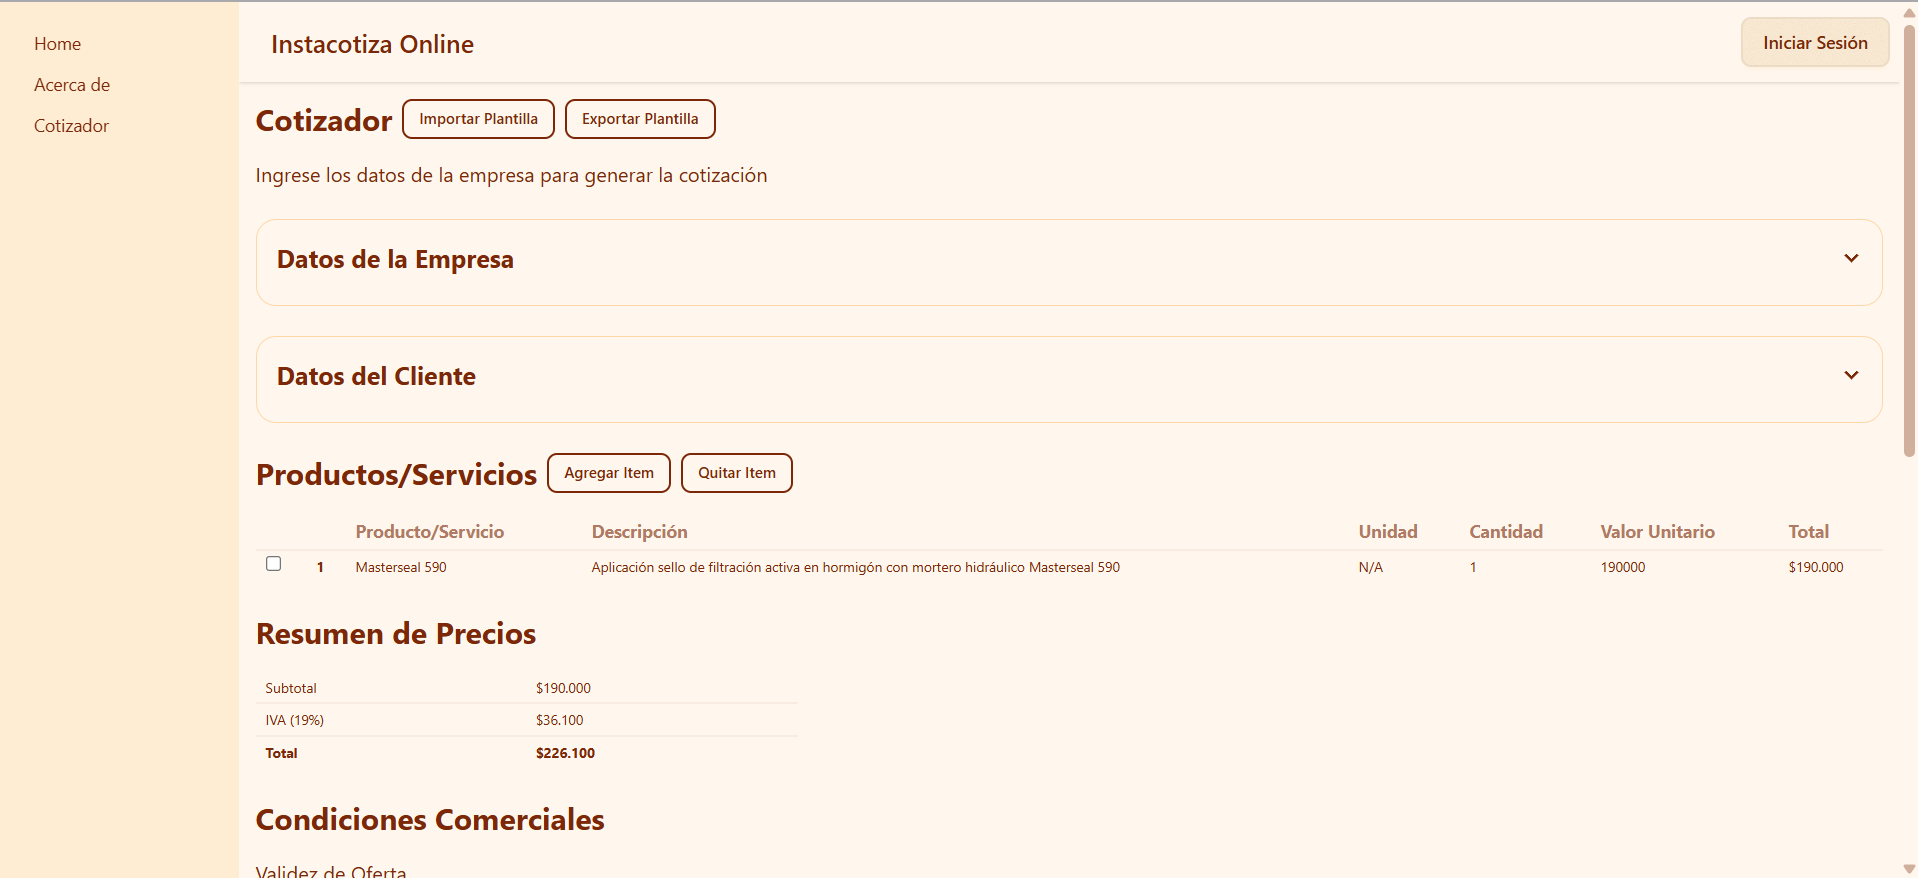 Home
Acerca de
Cotizador
Instacotiza Online
Iniciar Sesión
Cotizador
Importar Plantilla
Exportar Plantilla
Ingrese los datos de la empresa para generar la cotización
Datos de la Empresa
Datos del Cliente
Productos/Servicios
Agregar Item
Quitar Item
Producto/Servicio Descripción Unidad Cantidad Valor Unitario Total
1 Masterseal 590 Aplicación sello de filtración activa en hormigón con mortero hidráulico Masterseal 590 N/A 1 190000 $190.000
Resumen de Precios
Subtotal $190.000
IVA (19%) $36.100
Total $226.100
Condiciones Comerciales
Validez de Oferta